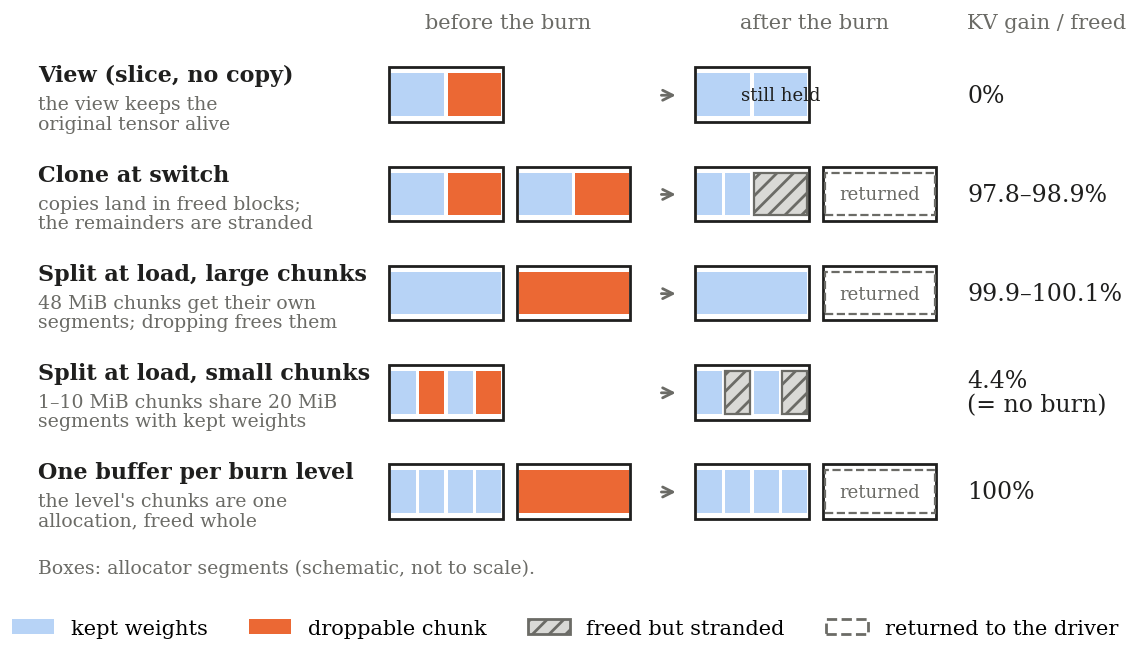 before the burn
after the burn
KV gain / freed
View (slice, no copy)
the view keeps the
original tensor alive
still held
0%
Clone at switch
copies land in freed blocks;
the remainders are stranded
returned
97.8–98.9%
Split at load, large chunks
48 MiB chunks get their own
segments; dropping frees them
returned
99.9–100.1%
Split at load, small chunks
1–10 MiB chunks share 20 MiB
segments with kept weights
4.4%
(= no burn)
One buffer per burn level
the level's chunks are one
allocation, freed whole
returned
100%
Boxes: allocator segments (schematic, not to scale).
kept weights
droppable chunk
freed but stranded
returned to the driver